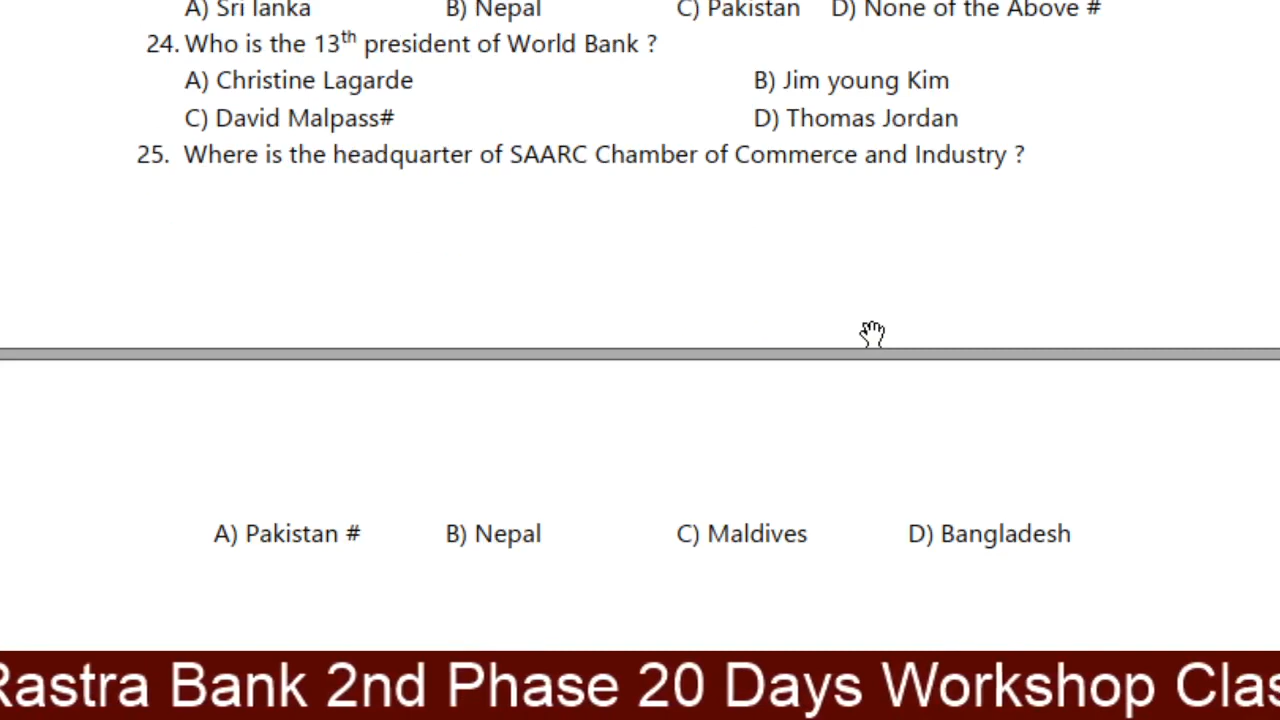 A) Sri lanka B) Nepal C) Pakistan D) None of the Above #
24. Who is the 13th president of World Bank ?
A) Christine Lagarde B) Jim young Kim
C) David Malpass# D) Thomas Jordan
25. Where is the headquarter of SAARC Chamber of Commerce and Industry ?
A) Pakistan # B) Nepal C) Maldives D) Bangladesh
Rastra Bank 2nd Phase 20 Days Workshop Clas